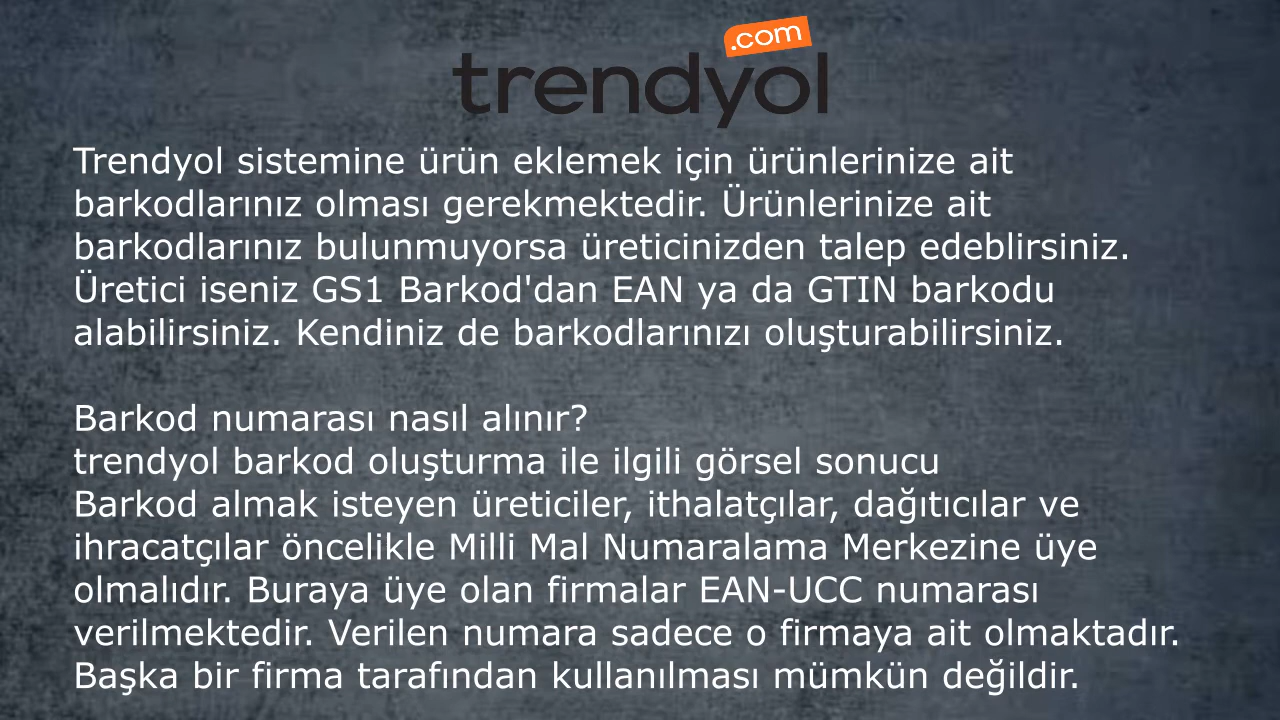 .com
trendyol
Trendyol sistemine ürün eklemek için ürünlerinize ait
barkodlarınız olması gerekmektedir. Ürünlerinize ait
barkodlarınız bulunmuyorsa üreticinizden talep edeblirsiniz.
Üretici iseniz GS1 Barkod'dan EAN ya da GTIN barkodu
alabilirsiniz. Kendiniz de barkodlarınızı oluşturabilirsiniz.
Barkod numarası nasıl alınır?
trendyol barkod oluşturma ile ilgili görsel sonucu
Barkod almak isteyen üreticiler, ithalatçılar, dağıtıcılar ve
ihracatçılar öncelikle Milli Mal Numaralama Merkezine üye
olmalıdır. Buraya üye olan firmalar EAN-UCC numarası
verilmektedir. Verilen numara sadece o firmaya ait olmaktadır.
Başka bir firma tarafından kullanılması mümkün değildir.